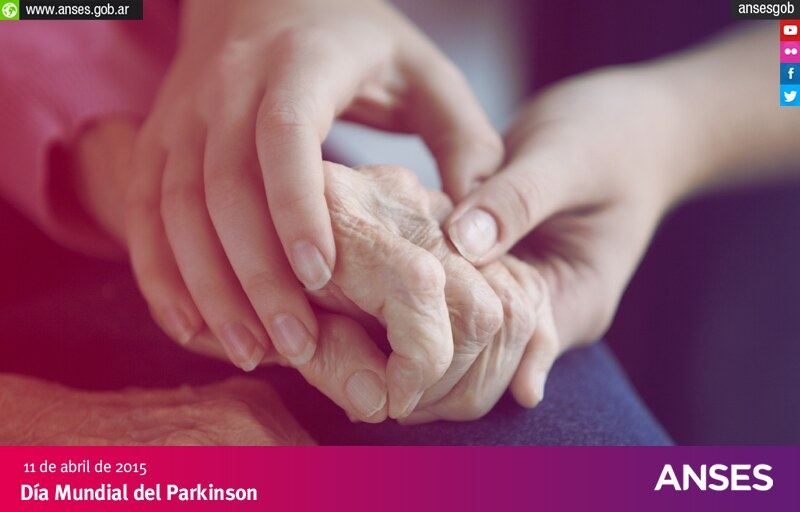 www.anses.gob.ar
ansesgob
11 de abril de 2015
Día Mundial del Parkinson
ANSES